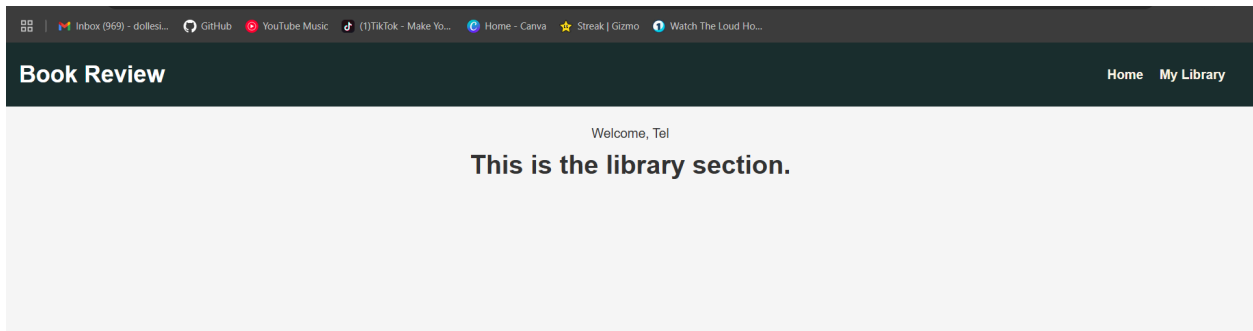 Inbox (969) - dollesi... GitHub YouTube Music (1)TikTok - Make Yo... Home - Canva Streak | Gizmo Watch The Loud Ho...
Book Review Home My Library
Welcome, Tel
This is the library section.